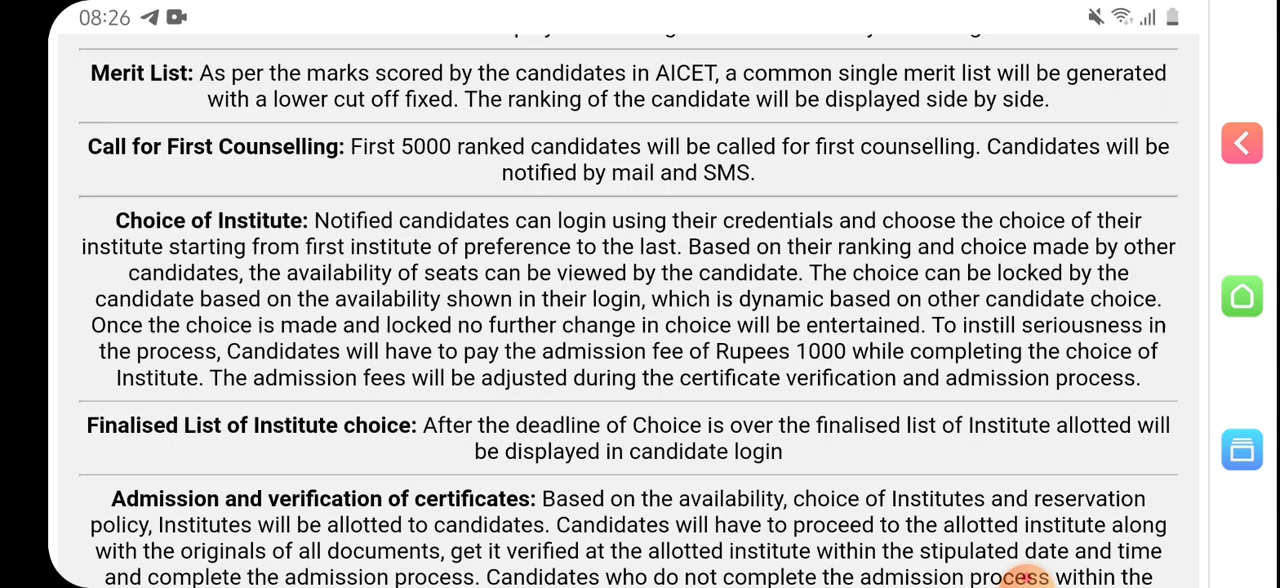 08:26
Merit List: As per the marks scored by the candidates in AICET, a common single merit list will be generated
with a lower cut off fixed. The ranking of the candidate will be displayed side by side.
Call for First Counselling: First 5000 ranked candidates will be called for first counselling. Candidates will be
notified by mail and SMS.
Choice of Institute: Notified candidates can login using their credentials and choose the choice of their
institute starting from first institute of preference to the last. Based on their ranking and choice made by other
candidates, the availability of seats can be viewed by the candidate. The choice can be locked by the
candidate based on the availability shown in their login, which is dynamic based on other candidate choice.
Once the choice is made and locked no further change in choice will be entertained. To instill seriousness in
the process, Candidates will have to pay the admission fee of Rupees 1000 while completing the choice of
Institute. The admission fees will be adjusted during the certificate verification and admission process.
Finalised List of Institute choice: After the deadline of Choice is over the finalised list of Institute allotted will
be displayed in candidate login
Admission and verification of certificates: Based on the availability, choice of Institutes and reservation
policy, Institutes will be allotted to candidates. Candidates will have to proceed to the allotted institute along
with the originals of all documents, get it verified at the allotted institute within the stipulated date and time
and complete the admission process. Candidates who do not complete the admission process within the